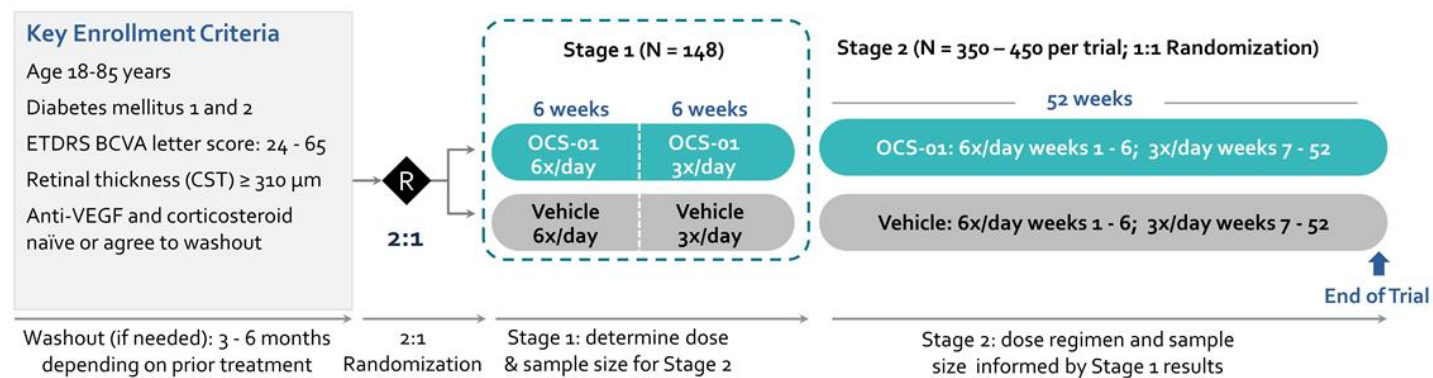 Key Enrollment Criteria
Age 18-85 years
Diabetes mellitus 1 and 2
ETDRS BCVA letter score: 24 - 65
Retinal thickness (CST) ≥ 310 µm
Anti-VEGF and corticosteroid
naïve or agree to washout
R
2:1
Stage 1 (N = 148)
6 weeks
6 weeks
OCS-01
6x/day
OCS-01
3x/day
Vehicle
6x/day
Vehicle
3x/day
Stage 2 (N = 350 – 450 per trial; 1:1 Randomization)
52 weeks
OCS-01: 6x/day weeks 1 - 6; 3x/day weeks 7 - 52
Vehicle: 6x/day weeks 1 - 6; 3x/day weeks 7 - 52
End of Trial
Washout (if needed): 3 - 6 months
depending on prior treatment
2:1
Randomization
Stage 1: determine dose
& sample size for Stage 2
Stage 2: dose regimen and sample
size informed by Stage 1 results